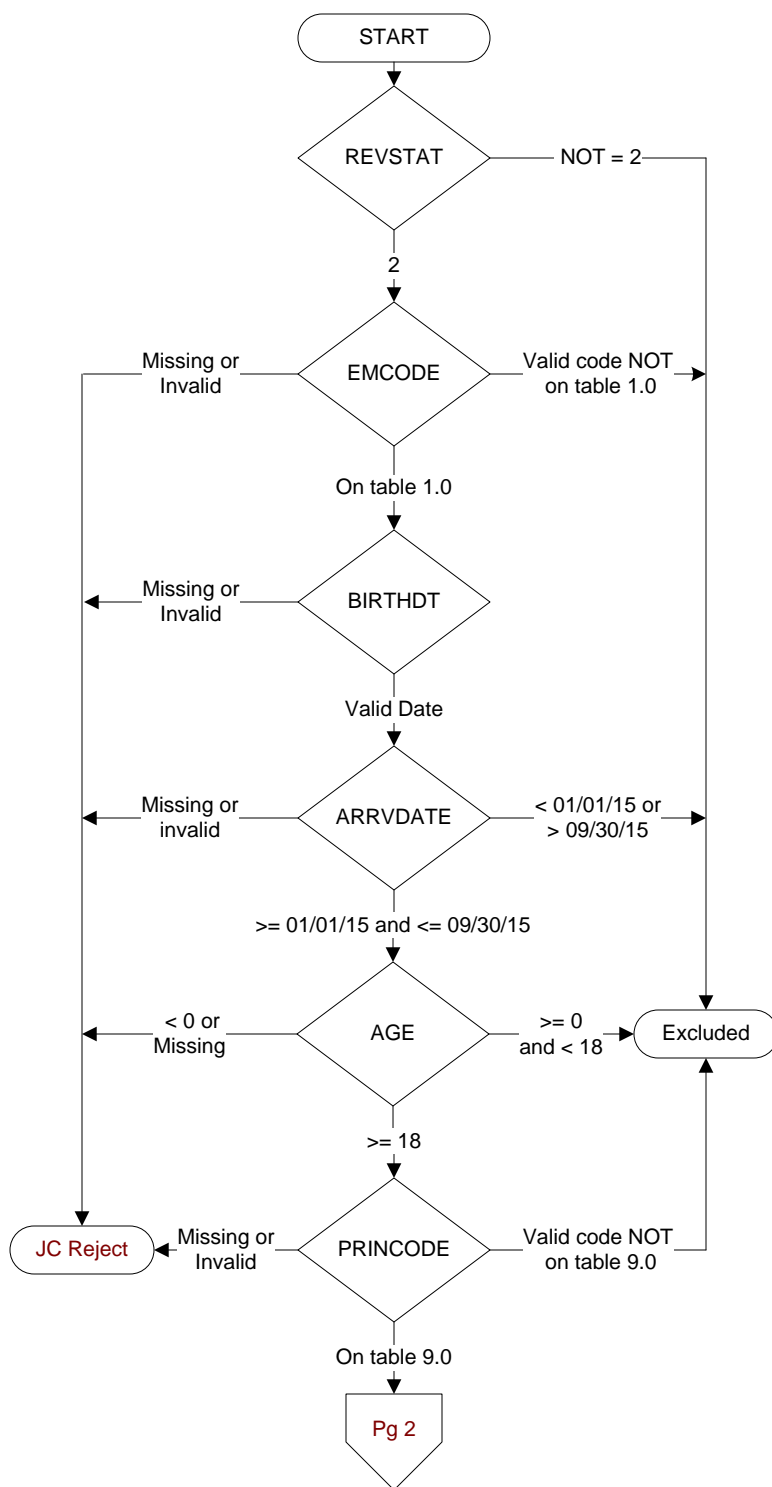 START
REVSTAT
NOT = 2
2
Missing or
Invalid
EMCODE
Valid code NOT
on table 1.0
On table 1.0
Missing or
Invalid
BIRTHDT
Valid Date
Missing or
invalid
ARRVDATE
< 01/01/15 or
> 09/30/15
>= 01/01/15 and <= 09/30/15
< 0 or
Missing
AGE
>= 0
and < 18
Excluded
>= 18
JC Reject
Missing or
Invalid
PRINCODE
Valid code NOT
on table 9.0
On table 9.0
Pg 2